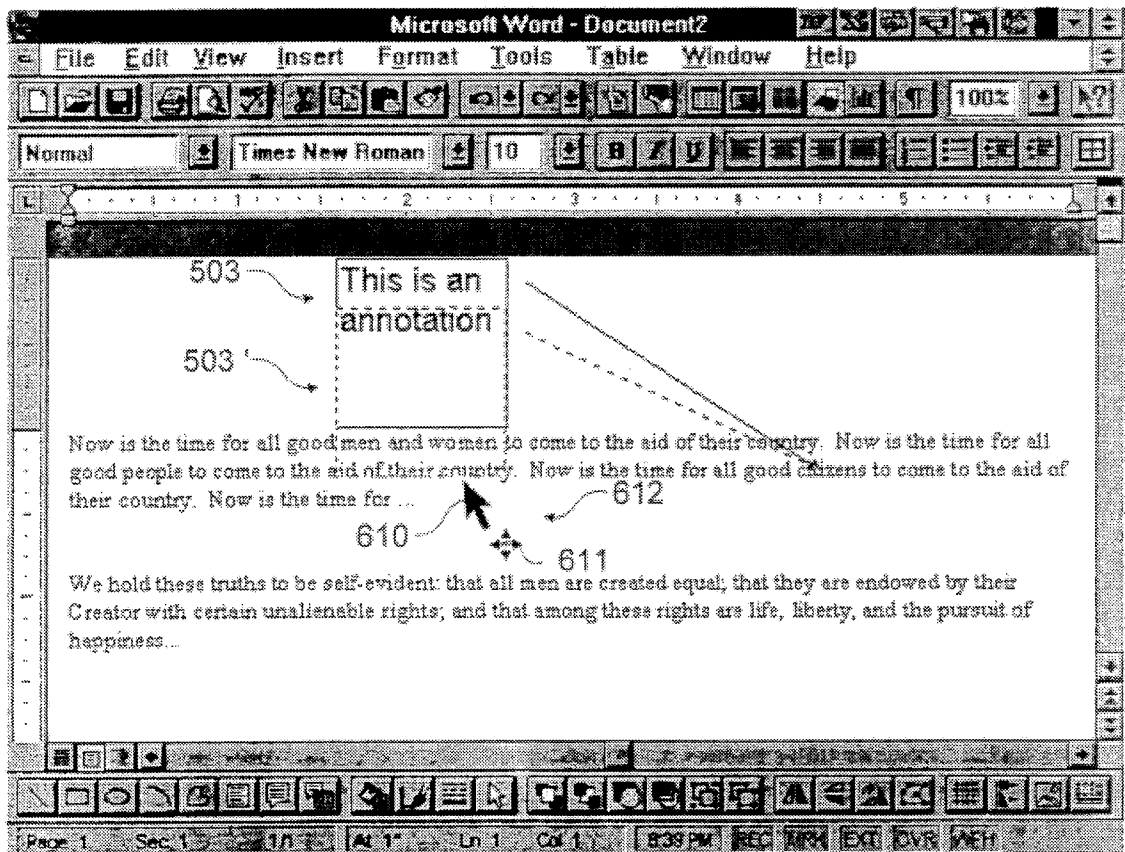 Microsoft Word - Document2
File Edit View Insert Format Tools Table Window Help
100%
Normal Times New Roman 10 B I U
1 2 3 4 5
503 This is an
annotation
503'
Now is the time for all good men and women to come to the aid of their country. Now is the time for all
good people to come to the aid of their country. Now is the time for all good citizens to come to the aid of
their country. Now is the time for ...
612
610
611
We hold these truths to be self-evident: that all men are created equal; that they are endowed by their
Creator with certain unalienable rights; and that among these rights are life, liberty, and the pursuit of
happiness...
Page 1 Sec 1 1/1 At 1" Ln 1 Col 1 8:39 PM REC MRK EXT OVR WPH